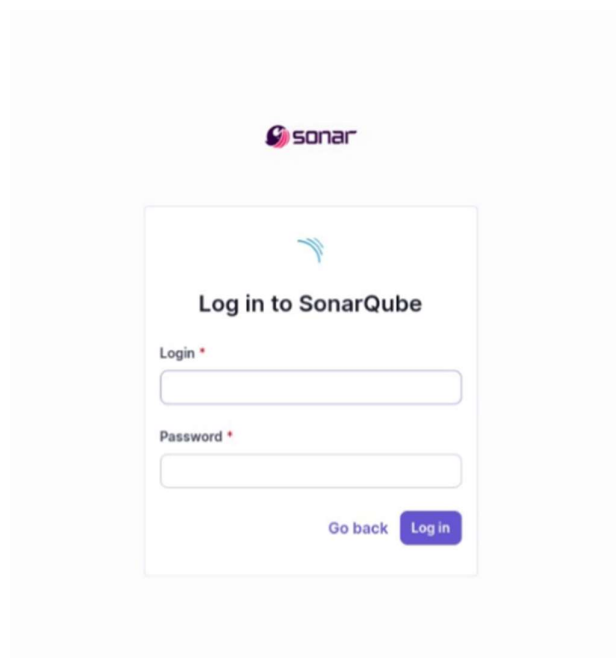 sonar
Log in to SonarQube
Login *
Password *
Go back Log in